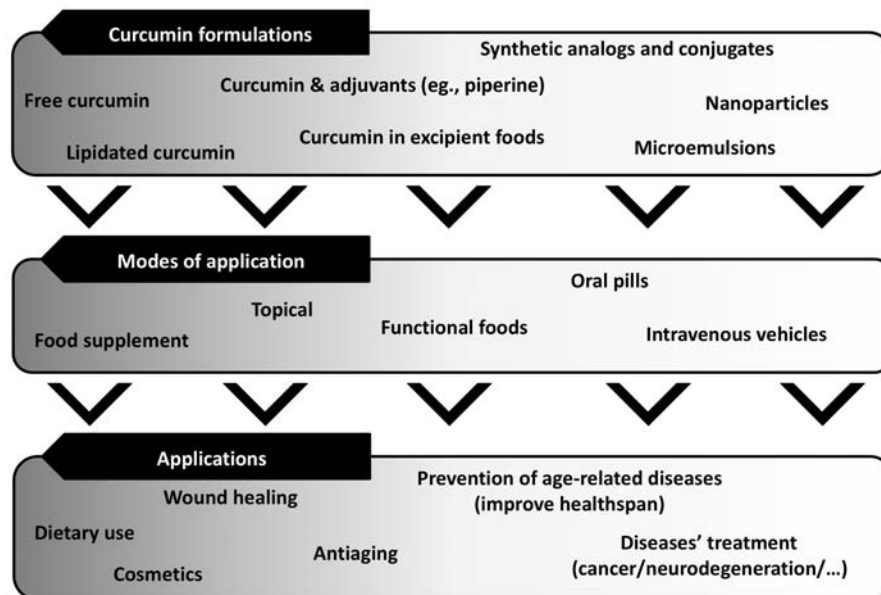 Curcumin formulations
Synthetic analogs and conjugates
Curcumin & adjuvants (eg., piperine)
Free curcumin
Nanoparticles
Curcumin in excipient foods
Lipidated curcumin
Microemulsions
Modes of application
Oral pills
Topical
Functional foods
Food supplement
Intravenous vehicles
Applications
Prevention of age-related diseases
(improve healthspan)
Wound healing
Dietary use
Antiaging
Diseases’ treatment
(cancer/neurodegeneration/…)
Cosmetics